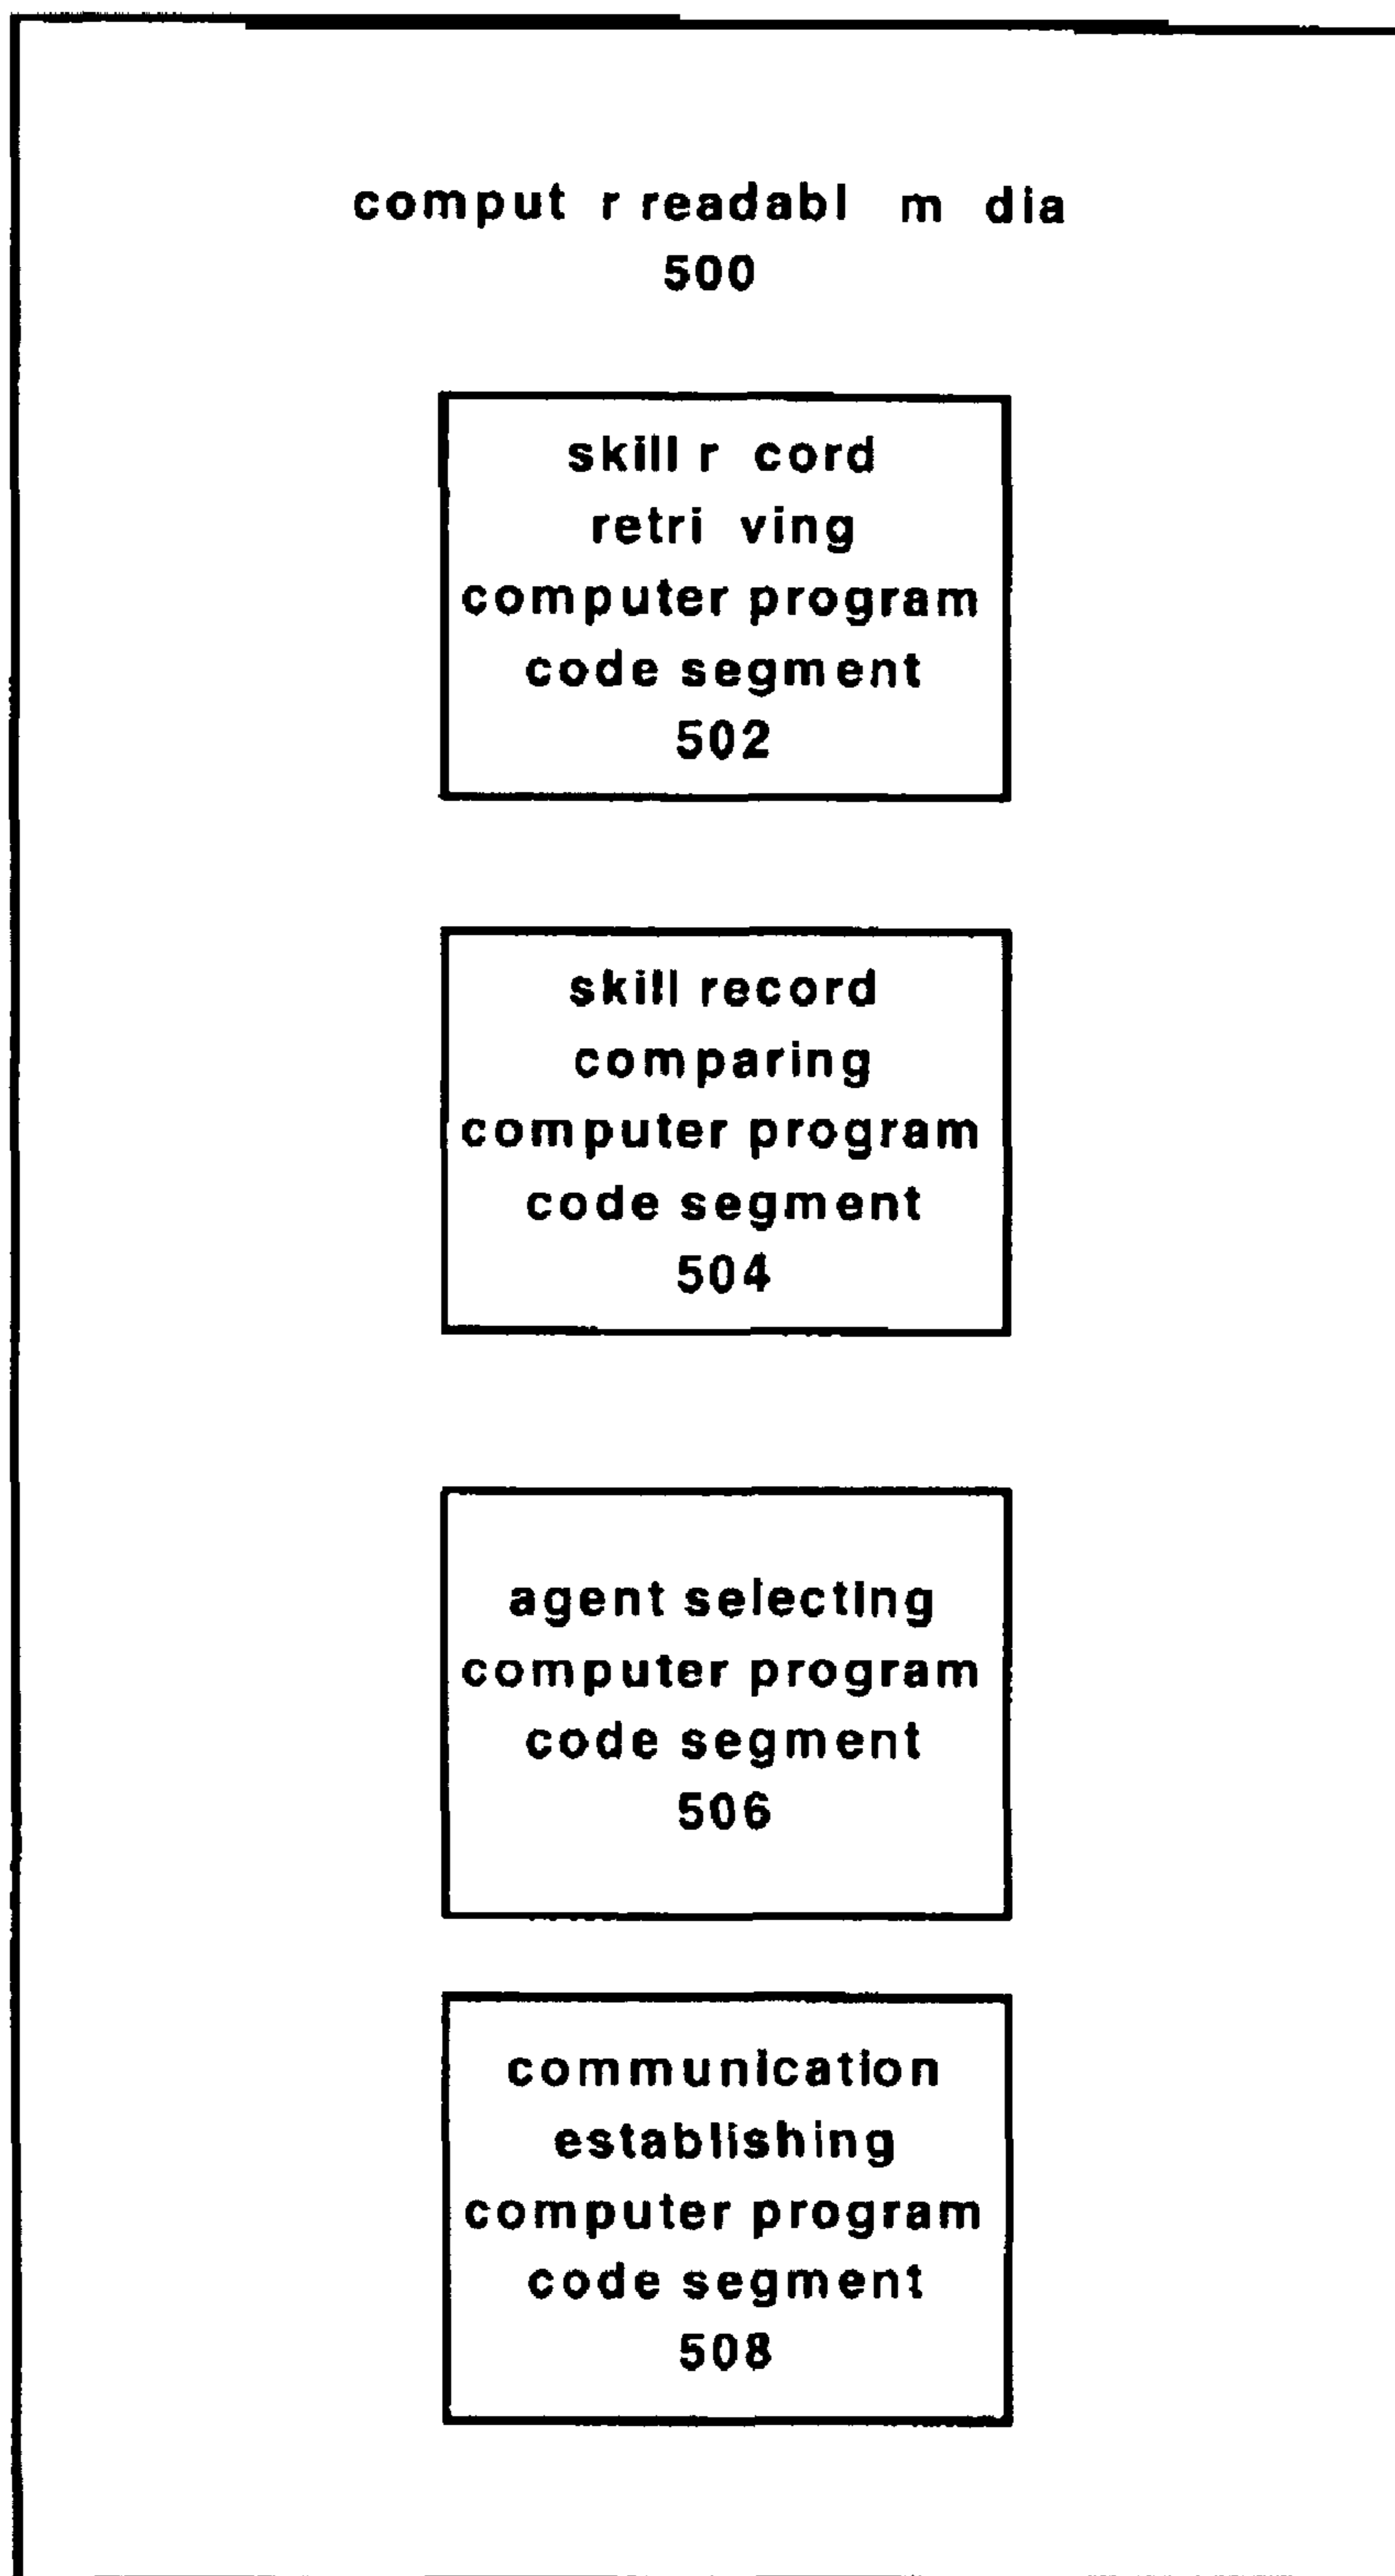 comput r readabl m dia
500
skill r cord
retri ving
computer program
code segment
502
skill record
comparing
computer program
code segment
504
agent selecting
computer program
code segment
506
communication
establishing
computer program
code segment
508